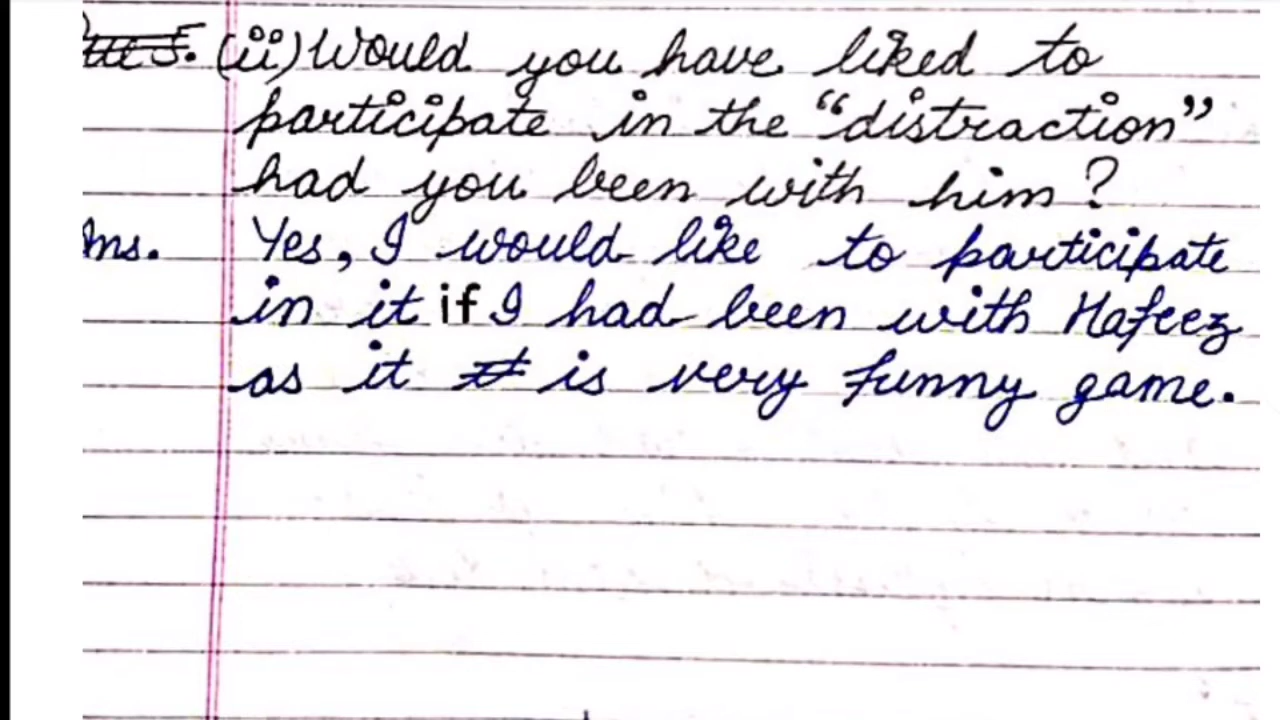 (ii) Would you have liked to
participate in the “distraction”
had you been with him?
Ans. Yes, I would like to participate
in it if I had been with Hafeez
as it is very funny game.